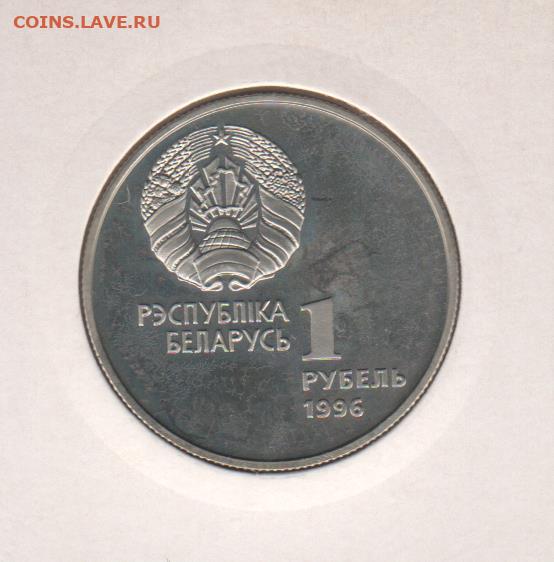 COINS.LAVE.RU
РЭСПУБЛІКА
БЕЛАРУСЬ
1
РУБЕЛЬ
1996